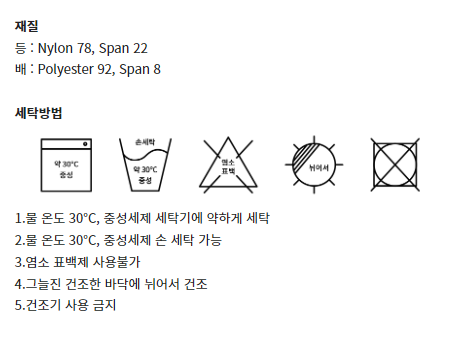 재질
등 : Nylon 78, Span 22
배 : Polyester 92, Span 8
세탁방법
약 30°C
중성
손세탁
약 30°C
중성
염소
표백
뉘어서
1.물 온도 30°C, 중성세제 세탁기에 약하게 세탁
2.물 온도 30°C, 중성세제 손 세탁 가능
3.염소 표백제 사용불가
4.그늘진 건조한 바닥에 뉘어서 건조
5.건조기 사용 금지